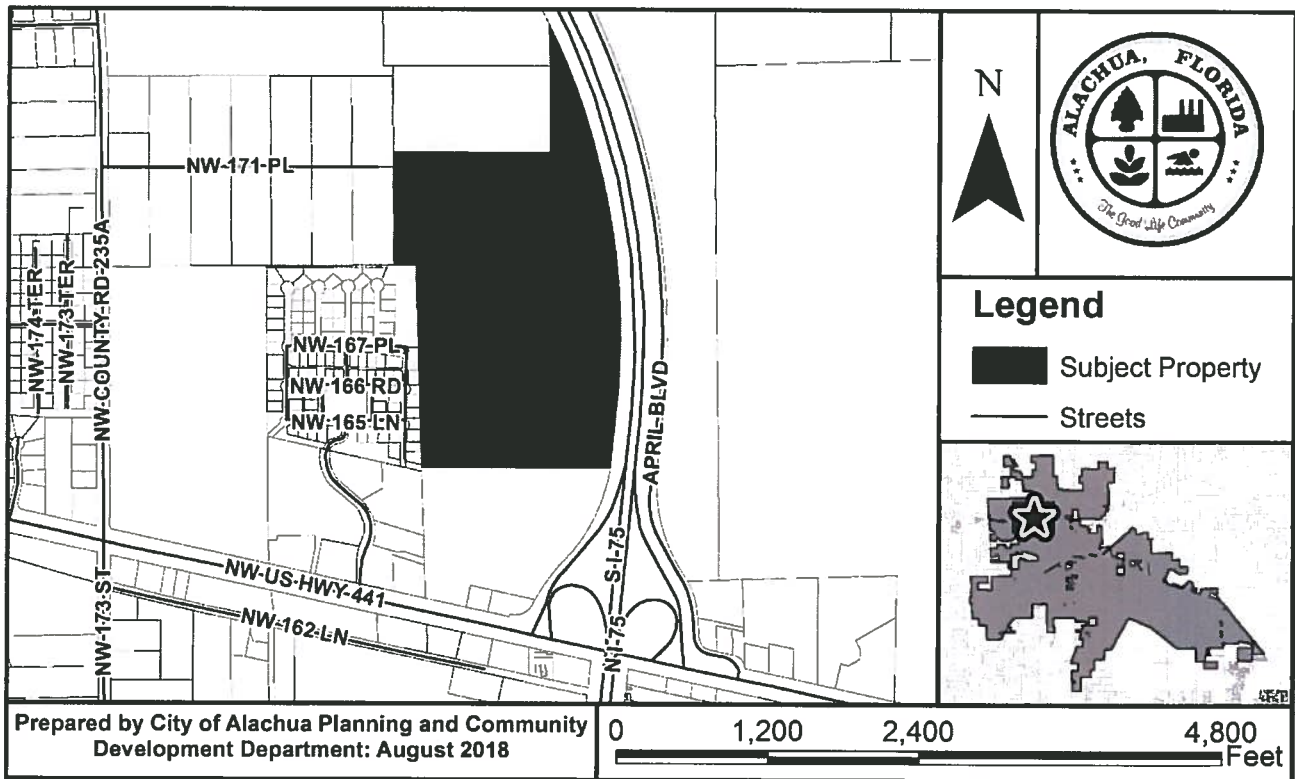 NW 171 PL
NW 174 TER
NW 173 TER
NW COUNTY RD 235A
NW 167 PL
NW 166 RD
NW 165 LN
APRIL BLVD
S I-75
N I-75
NW US HWY 441
NW 162 LN
NW 173 ST
N
ALACHUA, FLORIDA
The Good Life Community
Legend
Subject Property
Streets
Prepared by City of Alachua Planning and Community
Development Department: August 2018
0 1,200 2,400 4,800
Feet